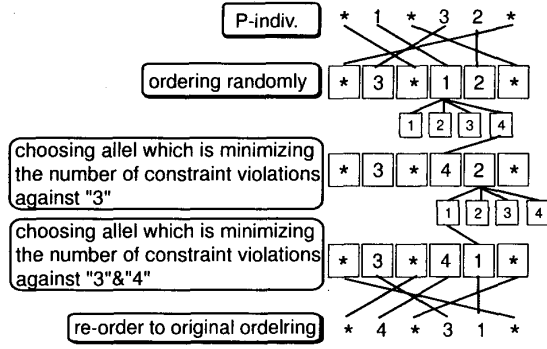 P-indiv.
* 1 * 3 2 *
ordering randomly
* 3 * 1 2 *
1 2 3 4
choosing allel which is minimizing
the number of constraint violations
against "3"
* 3 * 4 2 *
1 2 3 4
choosing allel which is minimizing
the number of constraint violations
against "3"&"4"
* 3 * 4 1 *
re-order to original ordelring
* 4 * 3 1 *